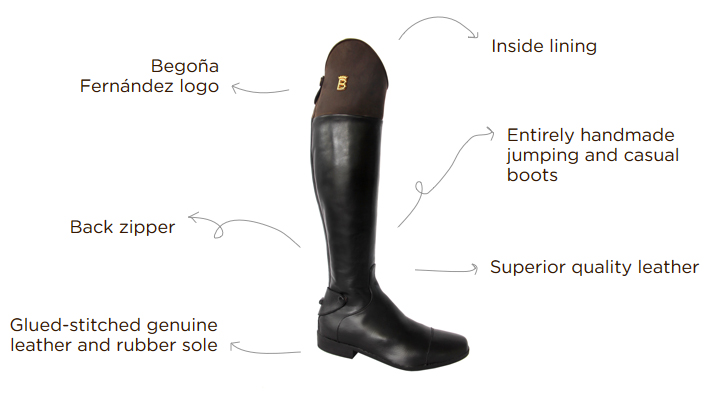 Inside lining
Begoña
Fernández logo
B
Entirely handmade
jumping and casual
boots
Back zipper
Superior quality leather
Glued-stitched genuine
leather and rubber sole